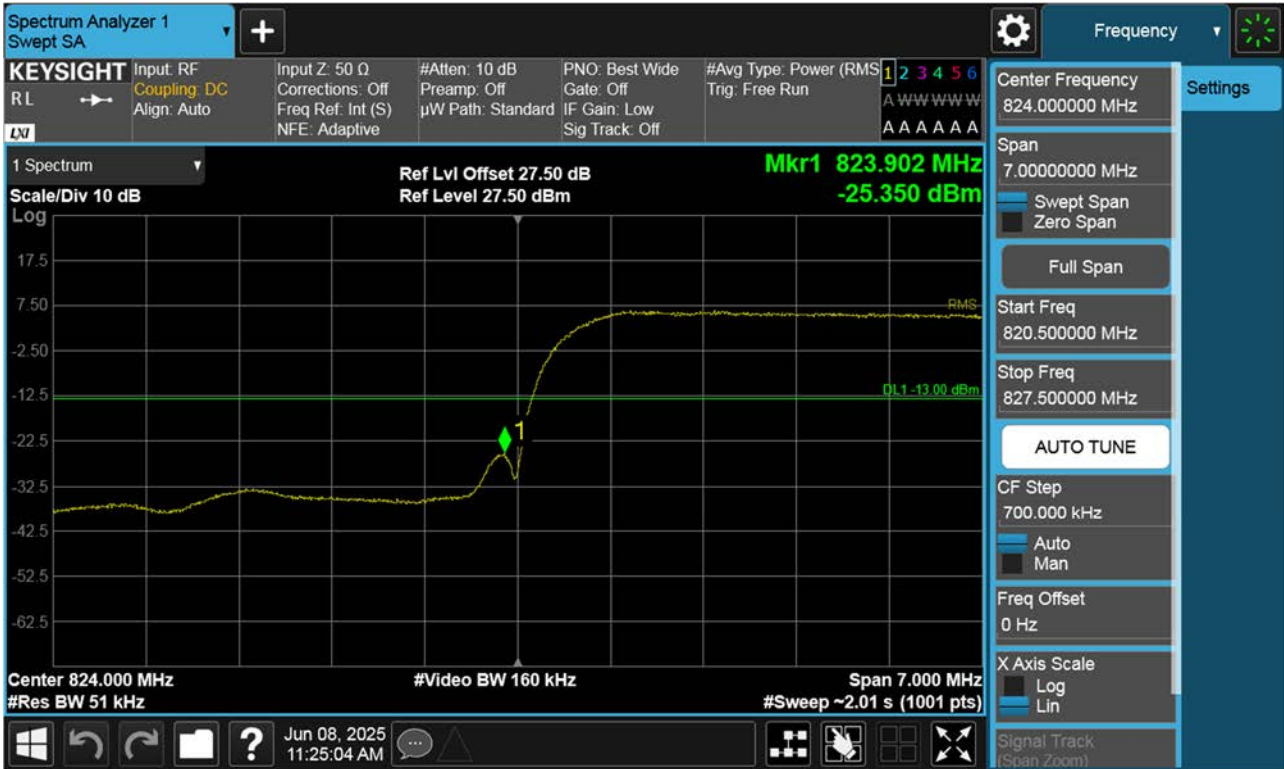 Spectrum Analyzer 1
Swept SA
Frequency
KEYSIGHT
RL
LXI
Input: RF
Coupling: DC
Align: Auto
Input Z: 50 Ω
Corrections: Off
Freq Ref: Int (S)
NFE: Adaptive
#Atten: 10 dB
Preamp: Off
µW Path: Standard
PNO: Best Wide
Gate: Off
IF Gain: Low
Sig Track: Off
#Avg Type: Power (RMS
Trig: Free Run
1 2 3 4 5 6
A W W W W W
A A A A A A
1 Spectrum
Scale/Div 10 dB
Log
Ref Lvl Offset 27.50 dB
Ref Level 27.50 dBm
Mkr1 823.902 MHz
-25.350 dBm
17.5
7.50
RMS
-2.50
-12.5
DL1 -13.00 dBm
1
-22.5
-32.5
-42.5
-52.5
-62.5
Center 824.000 MHz
#Video BW 160 kHz
Span 7.000 MHz
#Res BW 51 kHz
#Sweep ~2.01 s (1001 pts)
?
Jun 08, 2025
11:25:04 AM
Center Frequency
824.000000 MHz
Settings
Span
7.00000000 MHz
Swept Span
Zero Span
Full Span
Start Freq
820.500000 MHz
Stop Freq
827.500000 MHz
AUTO TUNE
CF Step
700.000 kHz
Auto
Man
Freq Offset
0 Hz
X Axis Scale
Log
Lin
Signal Track
(Span Zoom)